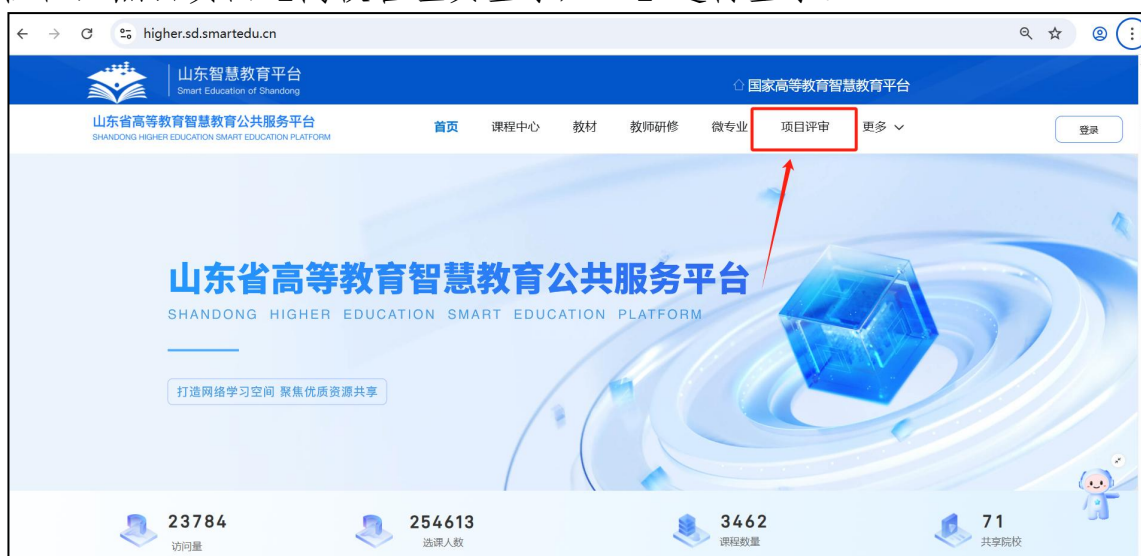 higher.sd.smartedu.cn
山东智慧教育平台
Smart Education of Shandong
国家高等教育智慧教育平台
山东省高等教育智慧教育公共服务平台
SHANDONG HIGHER EDUCATION SMART EDUCATION PLATFORM
首页 课程中心 教材 教师研修 微专业 项目评审 更多
登录
山东省高等教育智慧教育公共服务平台
SHANDONG HIGHER EDUCATION SMART EDUCATION PLATFORM
打造网络学习空间 聚焦优质资源共享
23784 254613 3462 71
访问量 选课人数 课程数量 共享院校